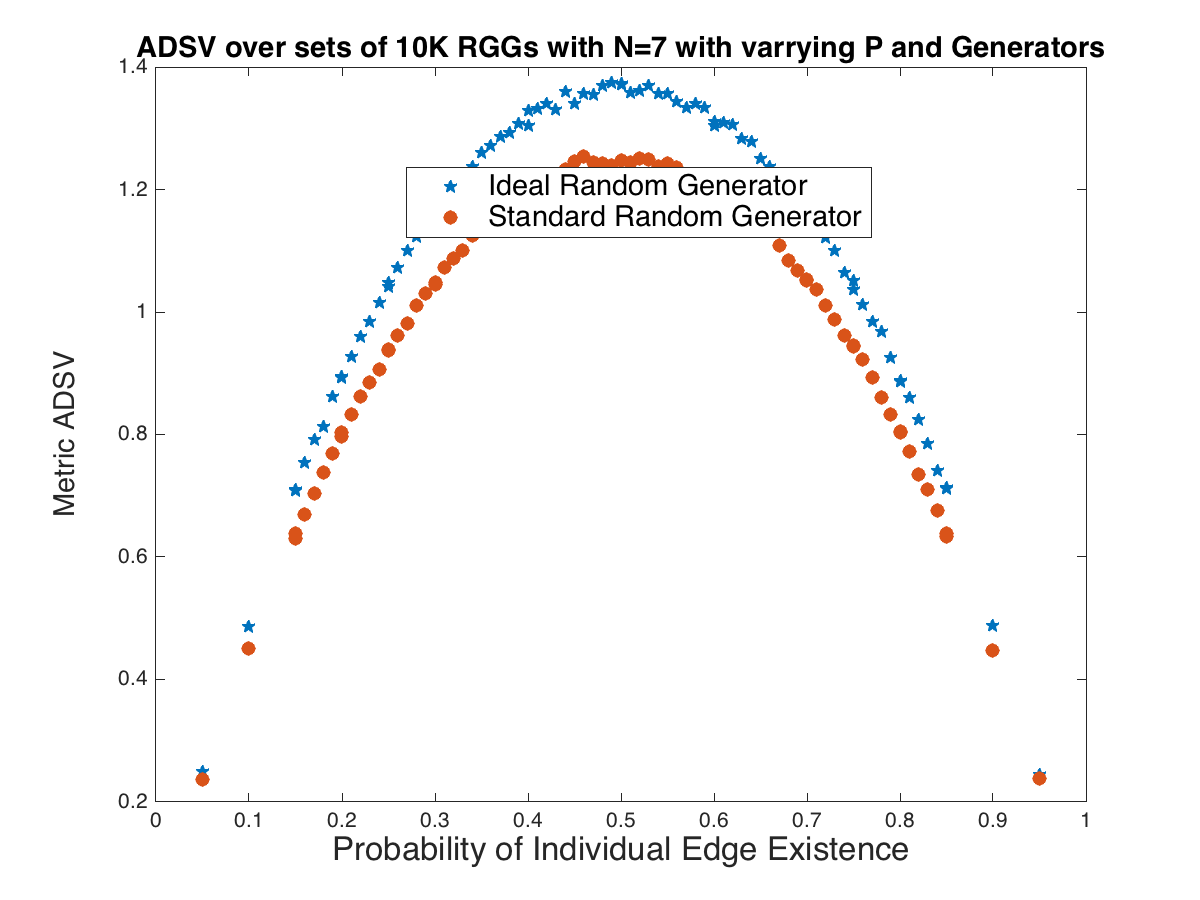 ADSV over sets of 10K RGGs with N=7 with varrying P and Generators
1.4
1.2
1
0.8
0.6
0.4
0.2
Metric ADSV
Ideal Random Generator
Standard Random Generator
0 0.1 0.2 0.3 0.4 0.5 0.6 0.7 0.8 0.9 1
Probability of Individual Edge Existence